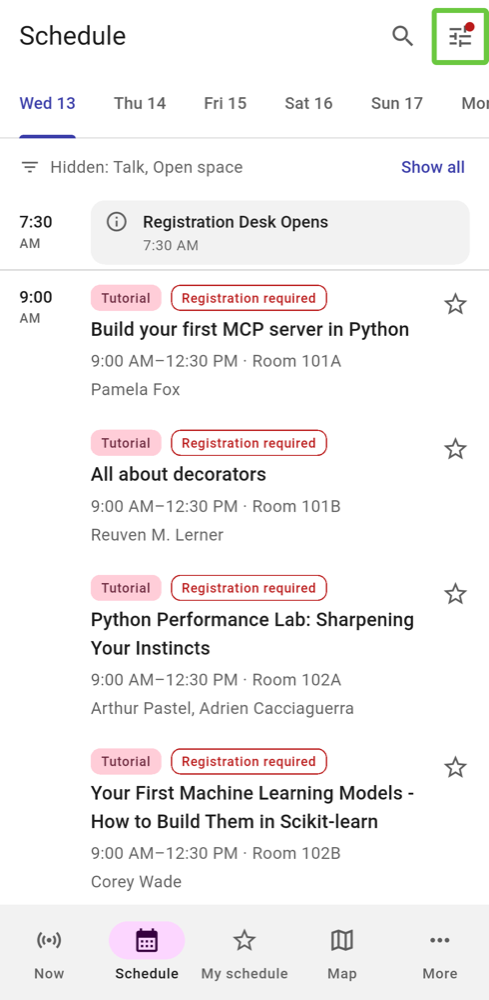 Schedule
Wed 13
Thu 14
Fri 15
Sat 16
Sun 17
Hidden: Talk, Open space
Show all
7:30
AM
Registration Desk Opens
7:30 AM
9:00
AM
Tutorial
Registration required
Build your first MCP server in Python
9:00 AM–12:30 PM · Room 101A
Pamela Fox
Tutorial
Registration required
All about decorators
9:00 AM–12:30 PM · Room 101B
Reuven M. Lerner
Tutorial
Registration required
Python Performance Lab: Sharpening
Your Instincts
9:00 AM–12:30 PM · Room 102A
Arthur Pastel, Adrien Cacciaguerra
Tutorial
Registration required
Your First Machine Learning Models -
How to Build Them in Scikit-learn
9:00 AM–12:30 PM · Room 102B
Corey Wade
Now
Schedule
My schedule
Map
More